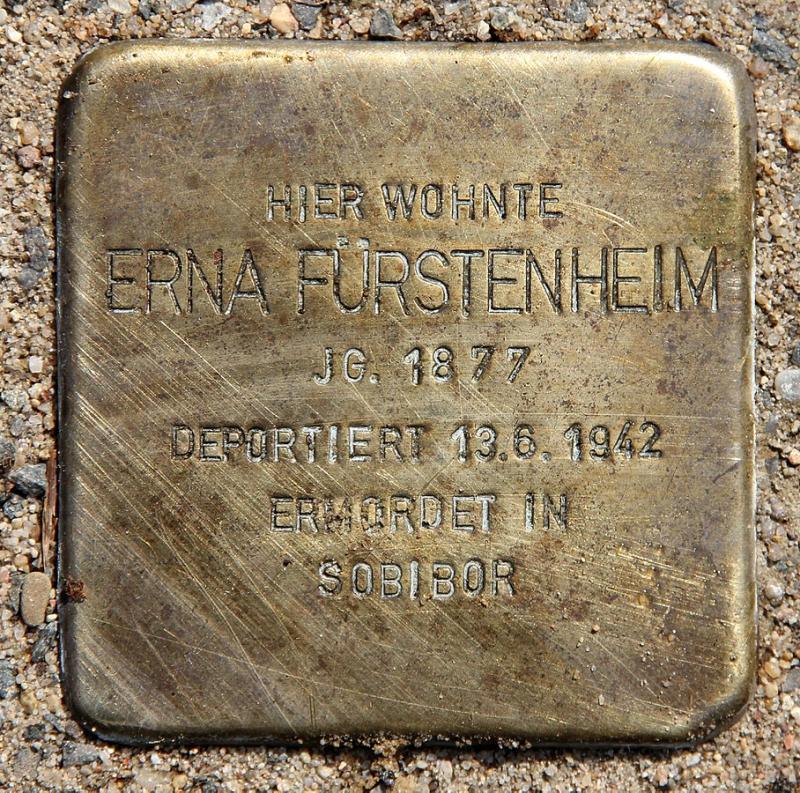 HIER WOHNTE
ERNA FÜRSTENHEIM
JG. 1877
DEPORTIERT 13.6.1942
ERMORDET IN
SOBIBOR